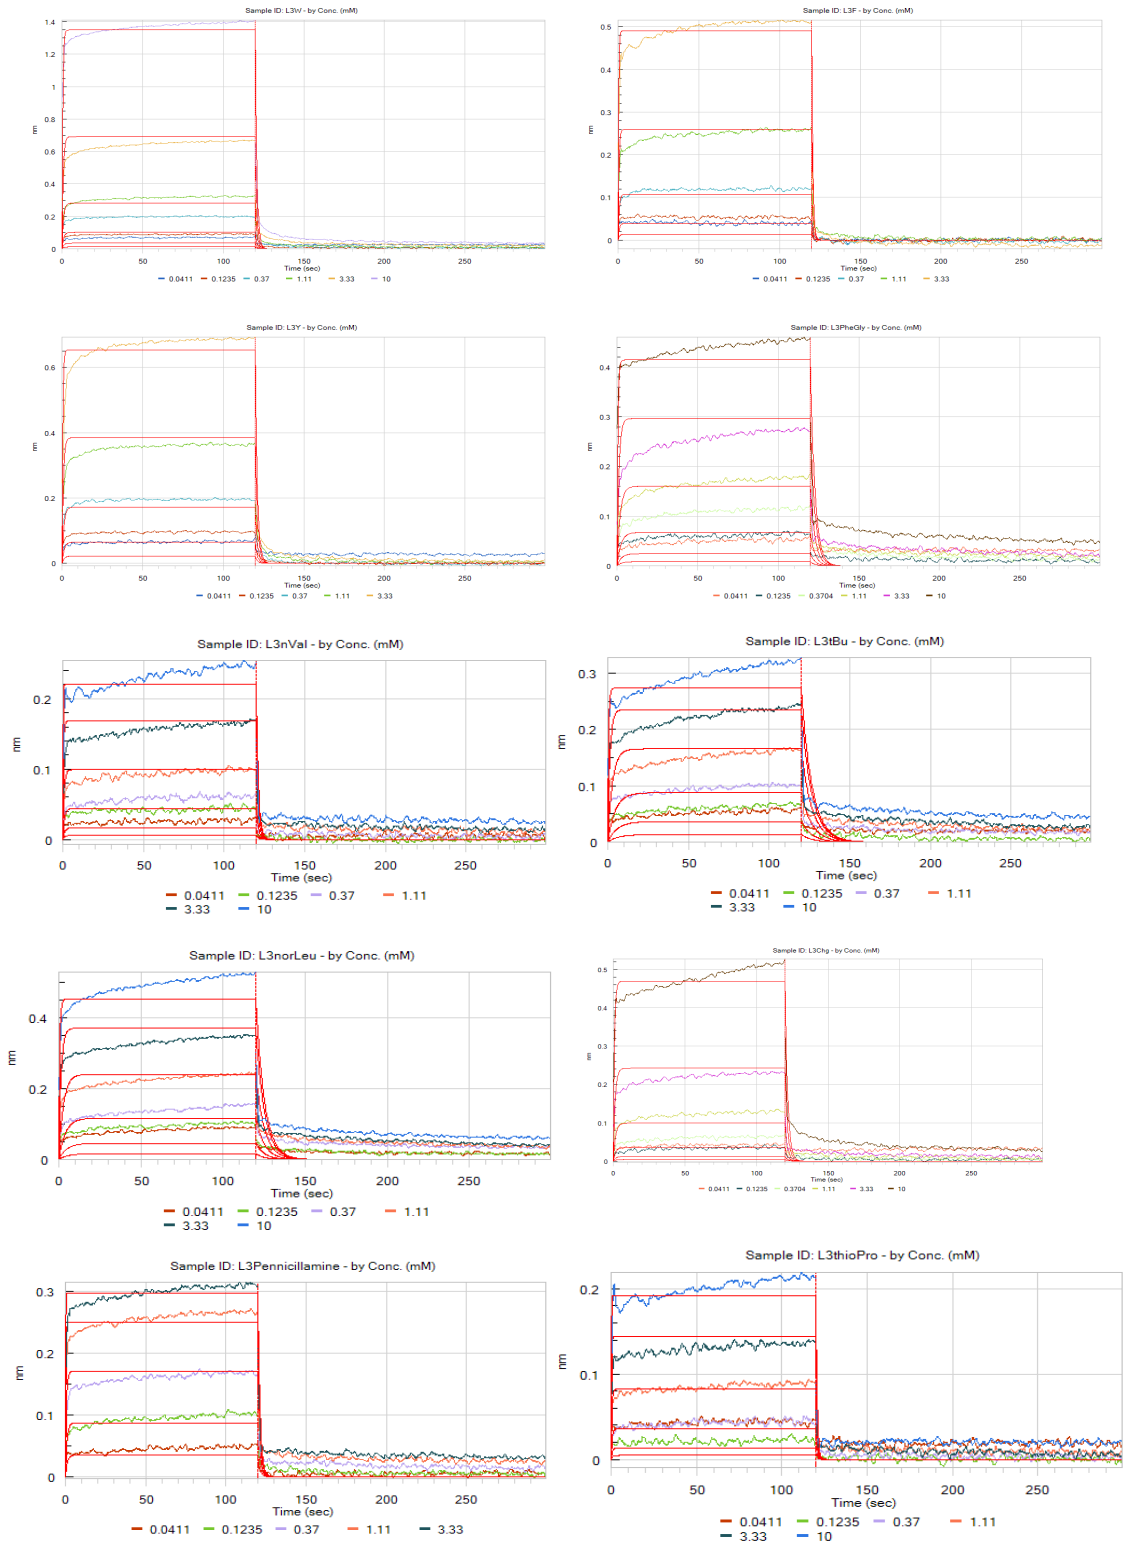 Sample ID: L3W - by Conc. (mM)
1.4
1.2
1
0.8
0.6
0.4
0.2
0
nm
0 50 100 150 200 250
Time (sec)
0.0411 0.1235 0.37 1.11 3.33 10
Sample ID: L3F - by Conc. (mM)
0.5
0.4
0.3
0.2
0.1
0
nm
0 50 100 150 200 250
Time (sec)
0.0411 0.1235 0.37 1.11 3.33
Sample ID: L3Y - by Conc. (mM)
0.6
0.4
0.2
0
nm
0 50 100 150 200 250
Time (sec)
0.0411 0.1235 0.37 1.11 3.33
Sample ID: L3PheGly - by Conc. (mM)
0.4
0.3
0.2
0.1
0
nm
0 50 100 150 200 250
Time (sec)
0.0411 0.1235 0.3704 1.11 3.33 10
Sample ID: L3nVal - by Conc. (mM)
0.2
0.1
0
nm
0 50 100 150 200 250
Time (sec)
0.0411 0.1235 0.37 1.11
3.33 10
Sample ID: L3tBu - by Conc. (mM)
0.3
0.2
0.1
0
nm
0 50 100 150 200 250
Time (sec)
0.0411 0.1235 0.37 1.11
3.33 10
Sample ID: L3norLeu - by Conc. (mM)
0.4
0.2
0
nm
0 50 100 150 200 250
Time (sec)
0.0411 0.1235 0.37 1.11
3.33 10
Sample ID: L3Chg - by Conc. (mM)
0.5
0.4
0.3
0.2
0.1
0
nm
0 50 100 150 200 250
Time (sec)
0.0411 0.1235 0.3704 1.11 3.33 10
Sample ID: L3Pennicillamine - by Conc. (mM)
0.3
0.2
0.1
0
nm
0 50 100 150 200 250
Time (sec)
0.0411 0.1235 0.37 1.11 3.33
Sample ID: L3thioPro - by Conc. (mM)
0.2
0.1
0
nm
0 50 100 150 200 250
Time (sec)
0.0411 0.1235 0.37 1.11
3.33 10